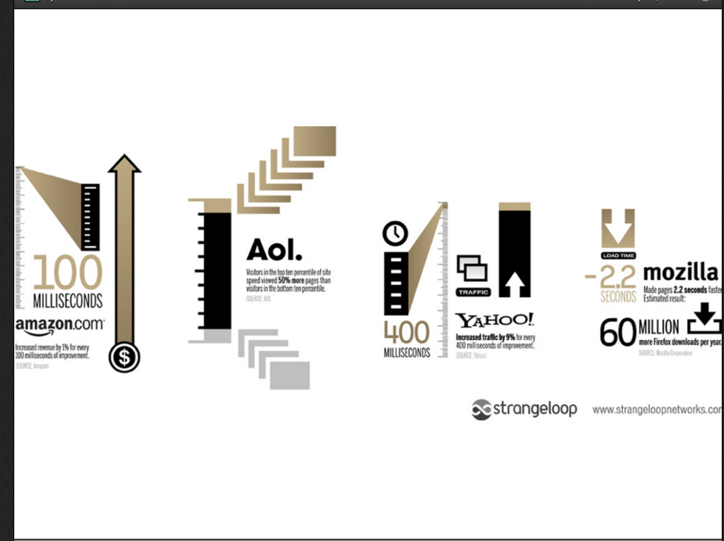 100
MILLISECONDS
amazon.com
Increased revenue by 1% for every
100 milliseconds of improvement.
SOURCE: Amazon
$
Aol.
Visitors in the top ten percentile of site
speed viewed 50% more pages than
visitors in the bottom ten percentile.
SOURCE: AOL
400
MILLISECONDS
TRAFFIC
YAHOO!
Increased traffic by 9% for every
400 milliseconds of improvement.
SOURCE: Yahoo!
LOAD TIME
-2.2
SECONDS
mozilla
Made pages 2.2 seconds faster
Estimated result:
60 MILLION
more Firefox downloads per year.
SOURCE: Mozilla Corporation
strangeloop
www.strangeloopnetworks.com